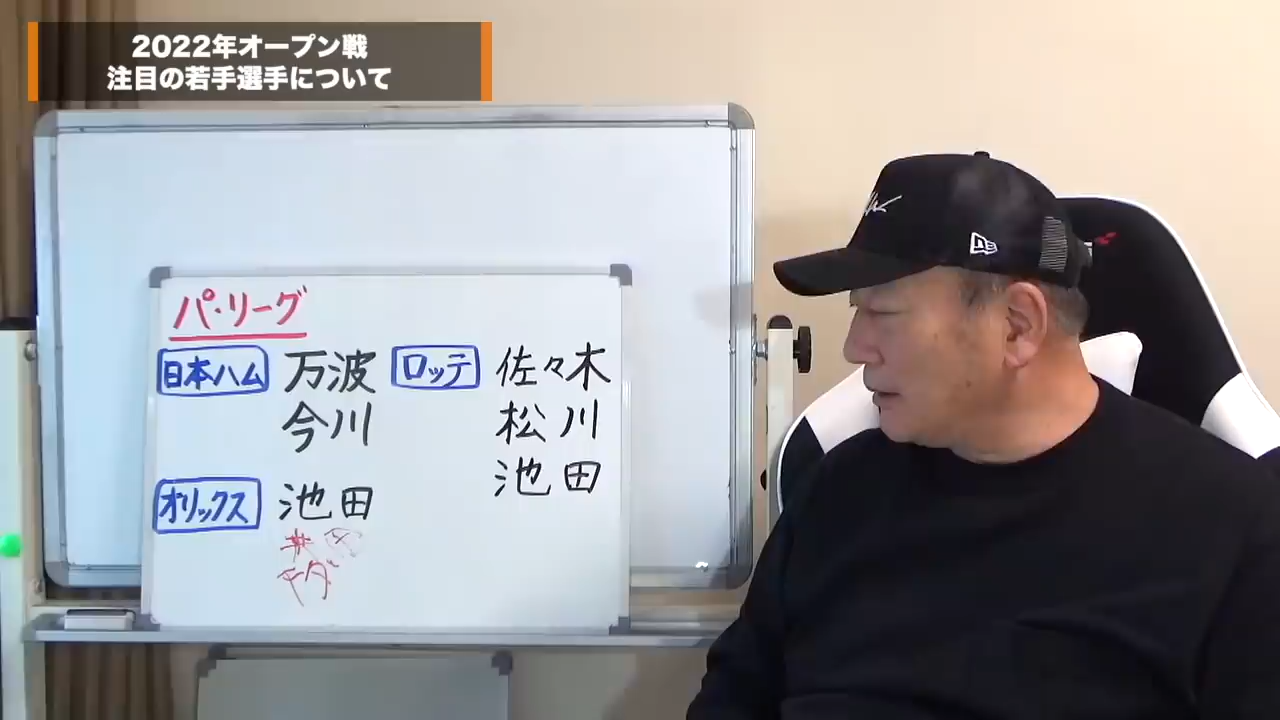 2022年オープン戦
注目の若手選手について
パ・リーグ
日本ハム 万波 ロッテ 佐々木
今川 松川
池田
オリックス 池田